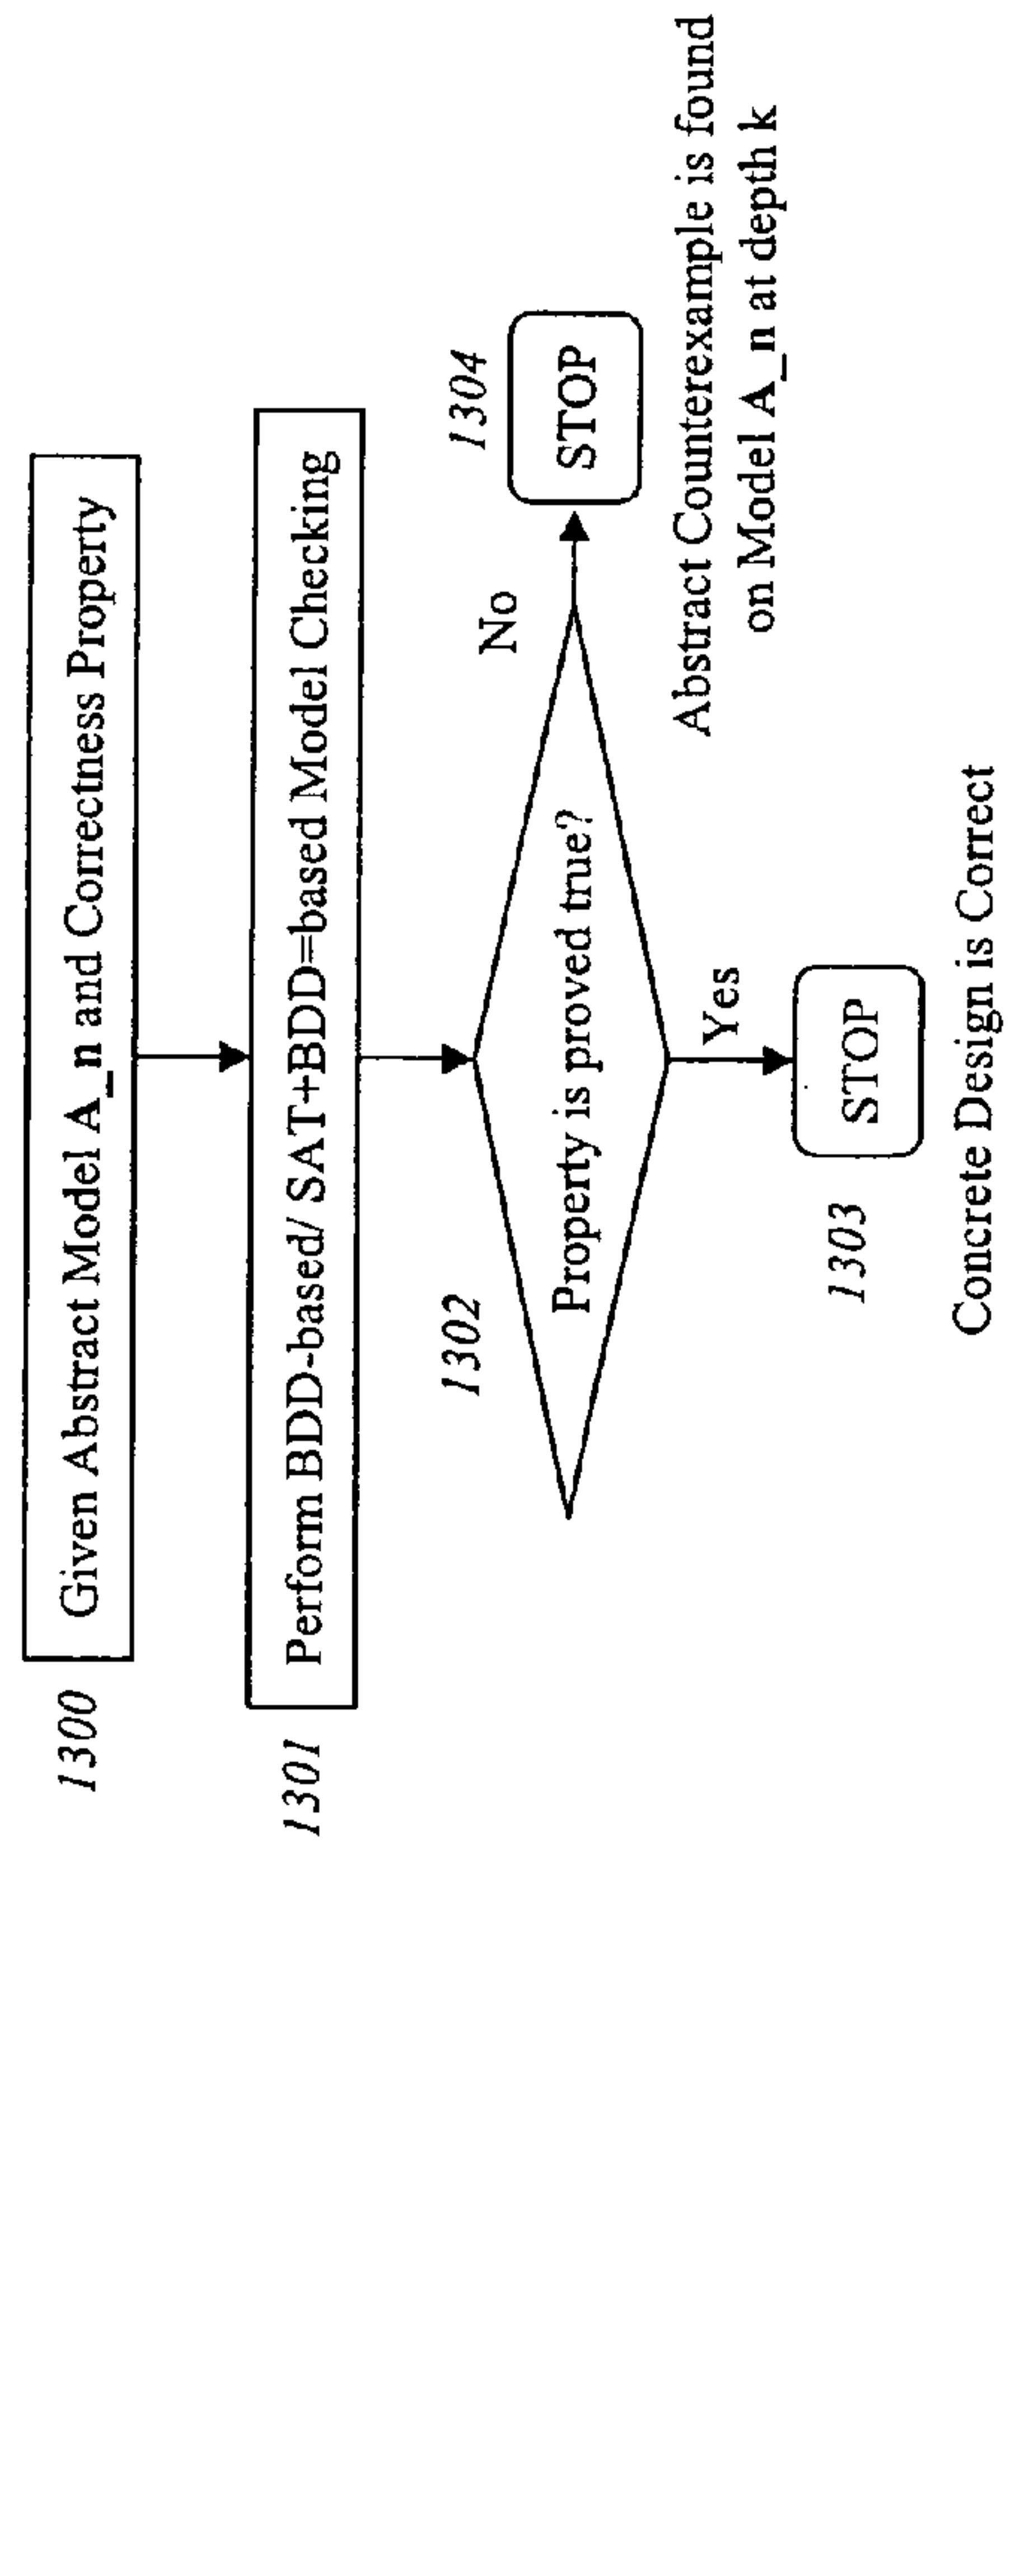 1300
Given Abstract Model A_n and Correctness Property
1301
Perform BDD-based/ SAT+BDD=based Model Checking
1302
Property is proved true?
No
1304
STOP
Abstract Counterexample is found
on Model A_n at depth k
Yes
1303
STOP
Concrete Design is Correct